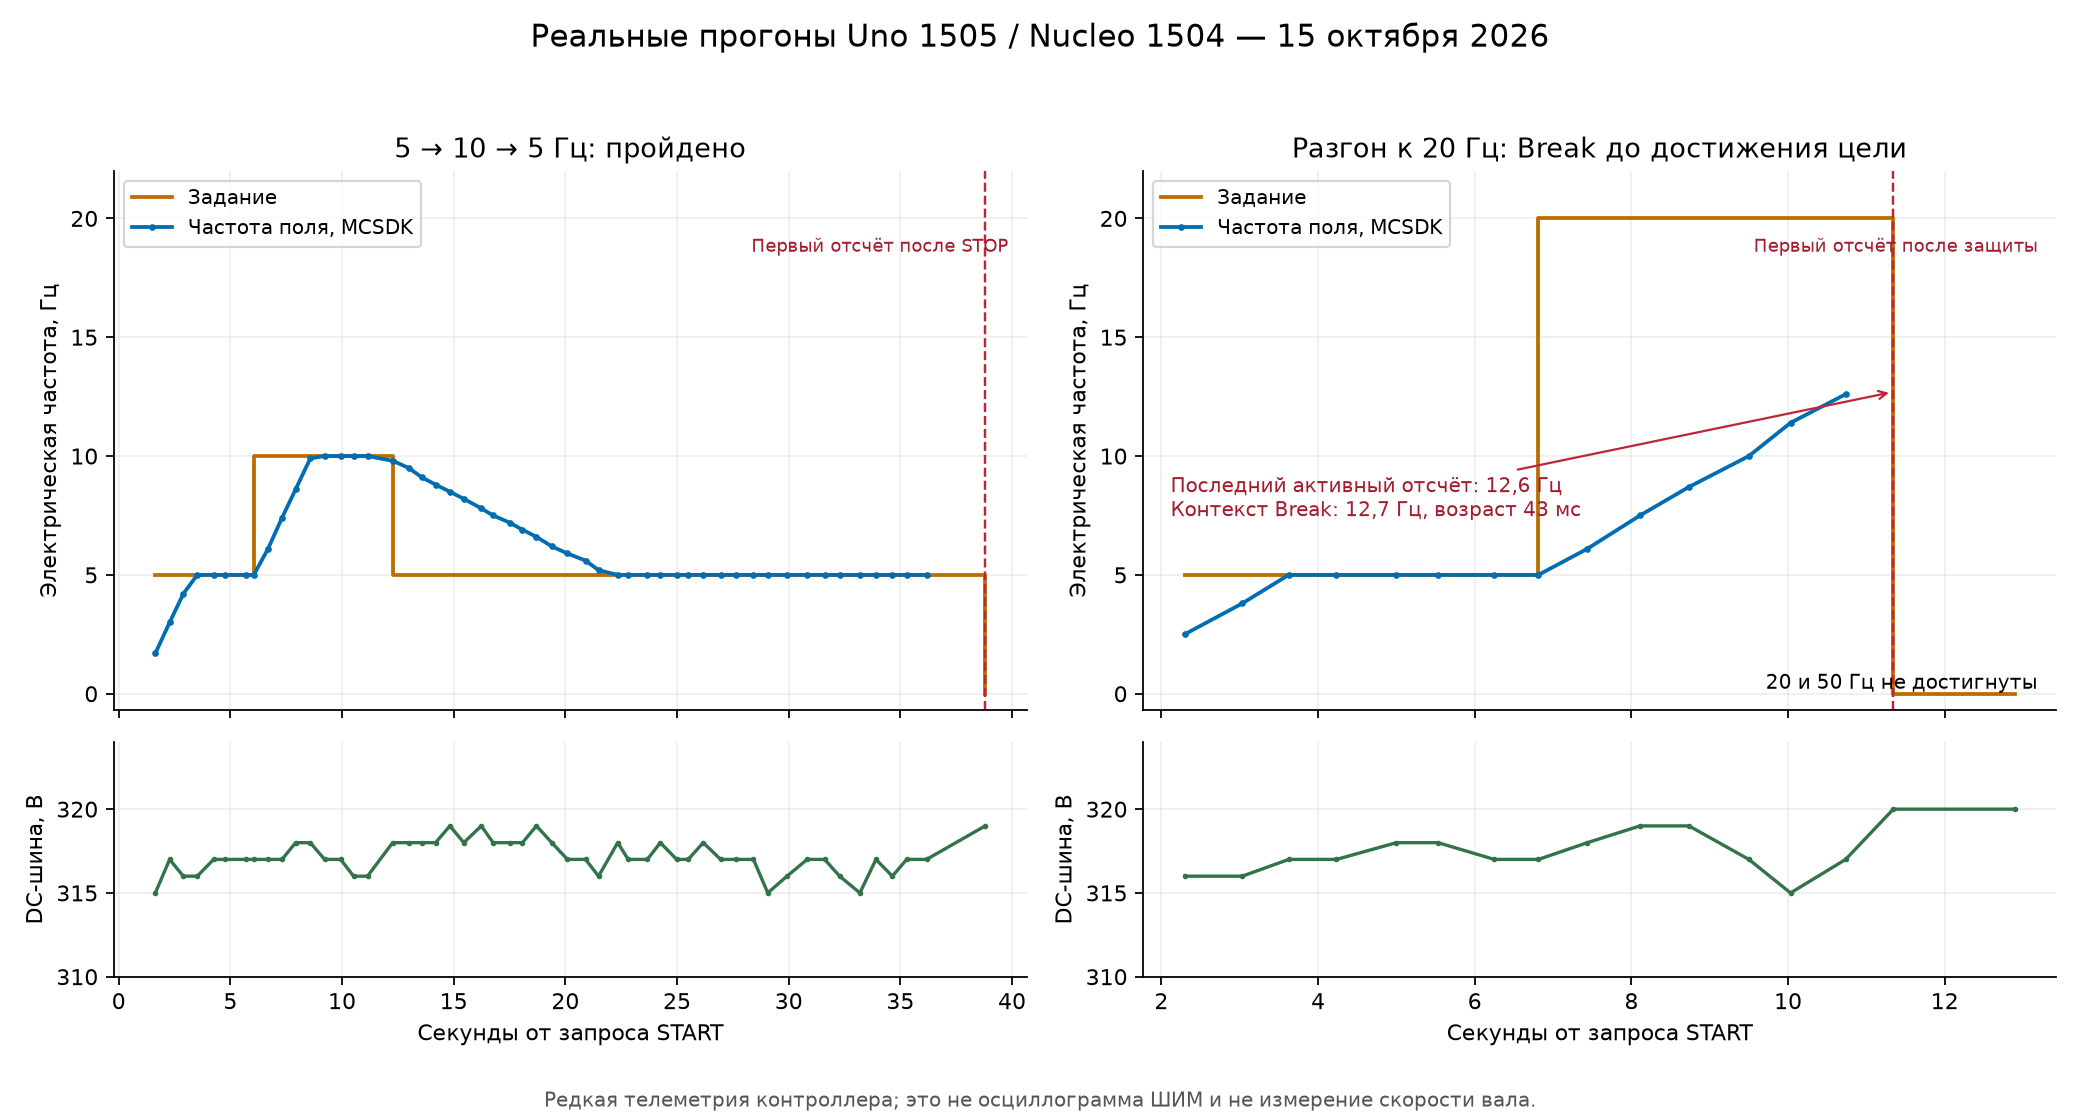 Реальные прогоны Uno 1505 / Nucleo 1504 — 15 октября 2026
5 → 10 → 5 Гц: пройдено
Задание
Частота поля, MCSDK
Первый отсчёт после STOP
Электрическая частота, Гц
20
15
10
5
0
Разгон к 20 Гц: Break до достижения цели
Задание
Частота поля, MCSDK
Первый отсчёт после защиты
Последний активный отсчёт: 12,6 Гц
Контекст Break: 12,7 Гц, возраст 43 мс
20 и 50 Гц не достигнуты
Электрическая частота, Гц
20
15
10
5
0
DC-шина, В
320
315
310
0 5 10 15 20 25 30 35 40
Секунды от запроса START
DC-шина, В
320
315
310
2 4 6 8 10 12
Секунды от запроса START
Редкая телеметрия контроллера; это не осциллограмма ШИМ и не измерение скорости вала.